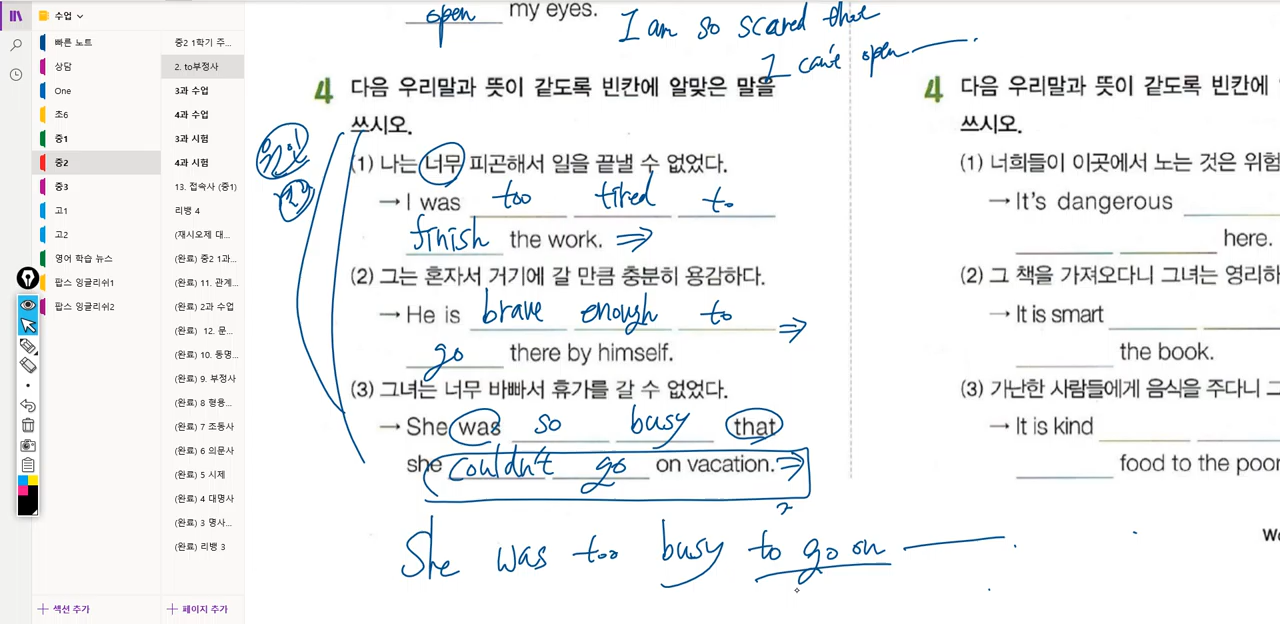 수업
빠른 노트
상담
One
초6
중1
중2
중3
고1
고2
영어 학습 뉴스
팝스 잉글리쉬1
팝스 잉글리쉬2
+ 섹션 추가
중2 1학기 주...
2. to부정사
3과 수업
4과 수업
3과 시험
4과 시험
13. 접속사 (중1)
리뱅 4
(재시오제 대...
(완료) 중2 1과...
(완료) 11. 관계...
(완료) 2과 수업
(완료) 12. 문...
(완료) 10. 동명...
(완료) 9. 부정사
(완료) 8 형용...
(완료) 7 조동사
(완료) 6 의문사
(완료) 5 시제
(완료) 4 대명사
(완료) 3 명사...
(완료) 리뱅 3
+ 페이지 추가
open my eyes.
I am so scared that
I can't open
4 다음 우리말과 뜻이 같도록 빈칸에 알맞은 말을
쓰시오.
(1) 나는 너무 피곤해서 일을 끝낼 수 없었다.
→ I was too tired to
finish the work. ⇒
(2) 그는 혼자서 거기에 갈 만큼 충분히 용감하다.
→ He is brave enough to ⇒
go there by himself.
(3) 그녀는 너무 바빠서 휴가를 갈 수 없었다.
→ She was so busy that
she couldn't go on vacation. ⇒
She was too busy to go on
4 다음 우리말과 뜻이 같도록 빈칸에
쓰시오.
(1) 너희들이 이곳에서 노는 것은 위험
→ It's dangerous
here.
(2) 그 책을 가져오다니 그녀는 영리하
→ It is smart
the book.
(3) 가난한 사람들에게 음식을 주다니 그
→ It is kind
food to the poor